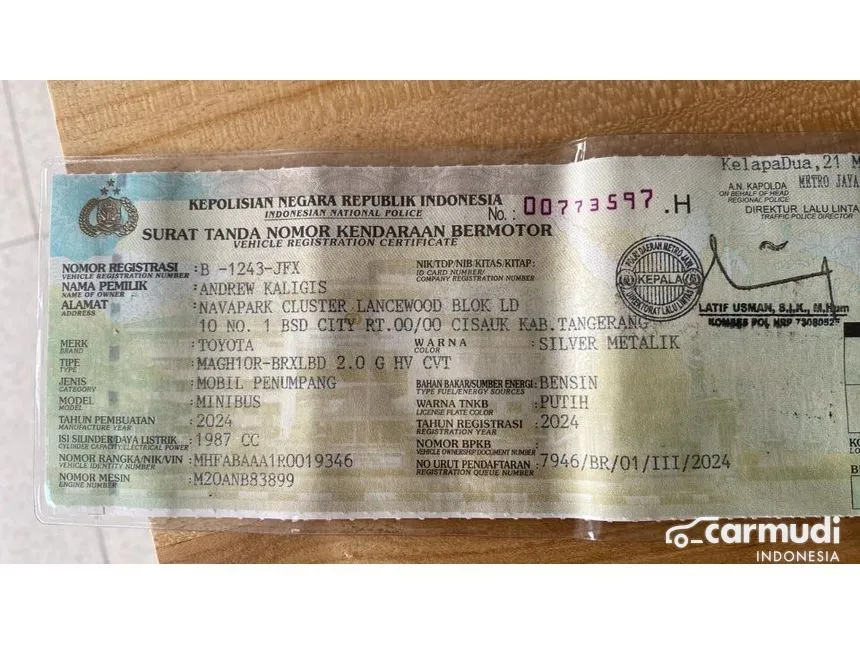 KelapaDua, 21 M
KEPOLISIAN NEGARA REPUBLIK INDONESIA
INDONESIAN NATIONAL POLICE
No. : 00773597 .H
A.N. KAPOLDA METRO JAYA
ON BEHALF OF HEAD
REGIONAL POLICE
DIREKTUR LALU LINTA
TRAFFIC POLICE DIRECTOR
SURAT TANDA NOMOR KENDARAAN BERMOTOR
VEHICLE REGISTRATION CERTIFICATE
NOMOR REGISTRASI : B -1243-JFX
VEHICLE REGISTRATION NUMBER
NIK/TDP/NIB/KITAS/KITAP :
ID CARD NUMBER/
COMPANY REGISTRATION NUMBER
NAMA PEMILIK : ANDREW KALIGIS
NAME OF OWNER
ALAMAT : NAVAPARK CLUSTER LANCEWOOD BLOK LD
ADDRESS
10 NO. 1 BSD CITY RT.00/00 CISAUK KAB.TANGERANG
KEPALA
LATIF USMAN, S.I.K., M.Hum
KOMBES POL NRP
MERK : TOYOTA
BRAND
WARNA : SILVER METALIK
COLOR
TIPE : MAGH10R-BRXLBD 2.0 G HV CVT
TYPE
JENIS : MOBIL PENUMPANG
CATEGORY
BAHAN BAKAR/SUMBER ENERGI : BENSIN
TYPE FUEL/ENERGY SOURCES
MODEL : MINIBUS
MODEL
WARNA TNKB : PUTIH
LICENSE PLATE COLOR
TAHUN PEMBUATAN : 2024
MANUFACTURE YEAR
TAHUN REGISTRASI : 2024
REGISTRATION YEAR
ISI SILINDER/DAYA LISTRIK : 1987 CC
CYLINDER CAPACITY/ELECTRICAL POWER
NOMOR BPKB :
VEHICLE OWNERSHIP DOCUMENT NUMBER
NOMOR RANGKA/NIK/VIN : MHFABAAA1R0019346
VEHICLE IDENTITY NUMBER
NO URUT PENDAFTARAN : 7946/BR/01/III/2024
REGISTRATION QUEUE NUMBER
NOMOR MESIN : M20ANB83899
ENGINE NUMBER
carmudi
INDONESIA